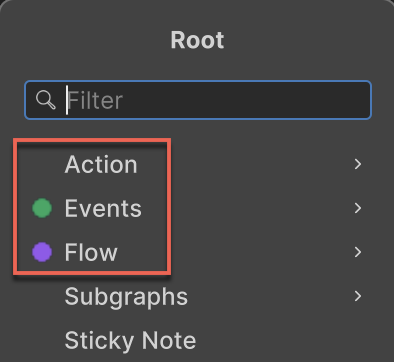 Root
Filter
Action
Events
Flow
Subgraphs
Sticky Note